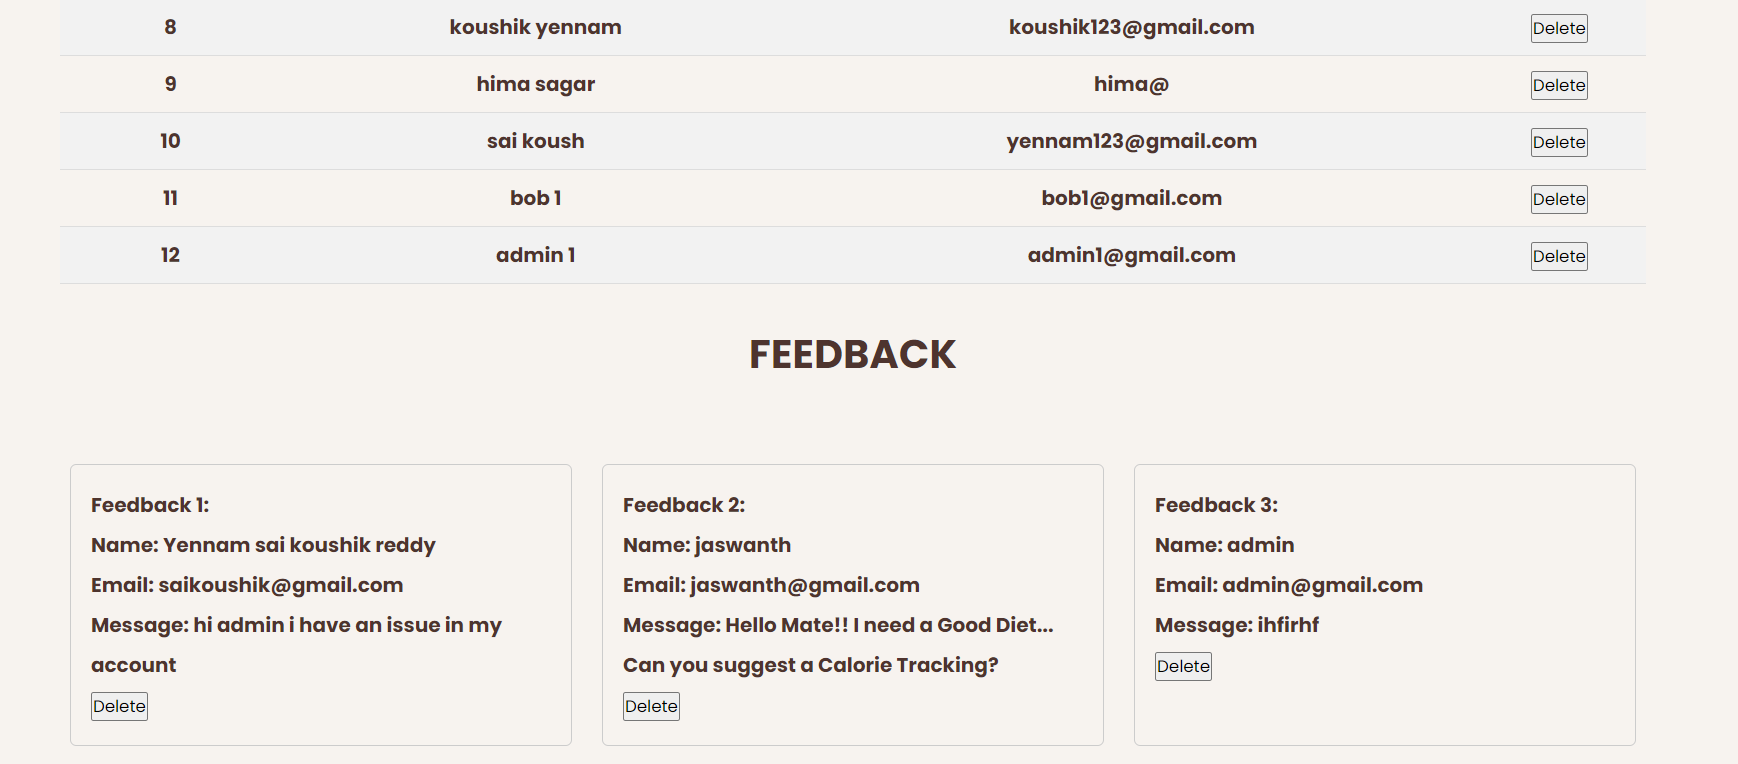 8 koushik yennam koushik123@gmail.com Delete
9 hima sagar hima@ Delete
10 sai koush yennam123@gmail.com Delete
11 bob 1 bob1@gmail.com Delete
12 admin 1 admin1@gmail.com Delete
FEEDBACK
Feedback 1:
Name: Yennam sai koushik reddy
Email: saikoushik@gmail.com
Message: hi admin i have an issue in my
account
Delete
Feedback 2:
Name: jaswanth
Email: jaswanth@gmail.com
Message: Hello Mate!! I need a Good Diet...
Can you suggest a Calorie Tracking?
Delete
Feedback 3:
Name: admin
Email: admin@gmail.com
Message: ihfirhf
Delete